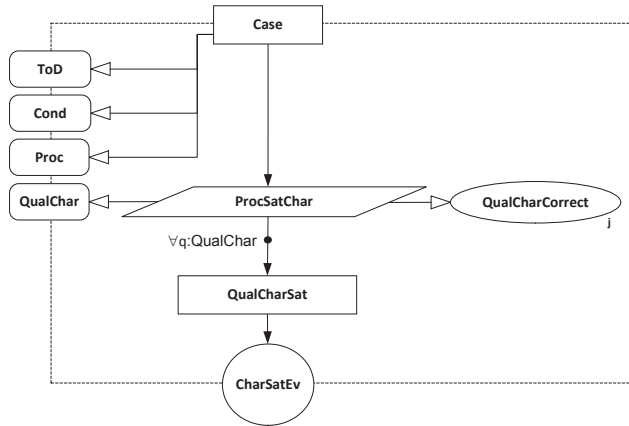 Case
ToD
Cond
Proc
QualChar
ProcSatChar
QualCharCorrect
j
∀q:QualChar
QualCharSat
CharSatEv